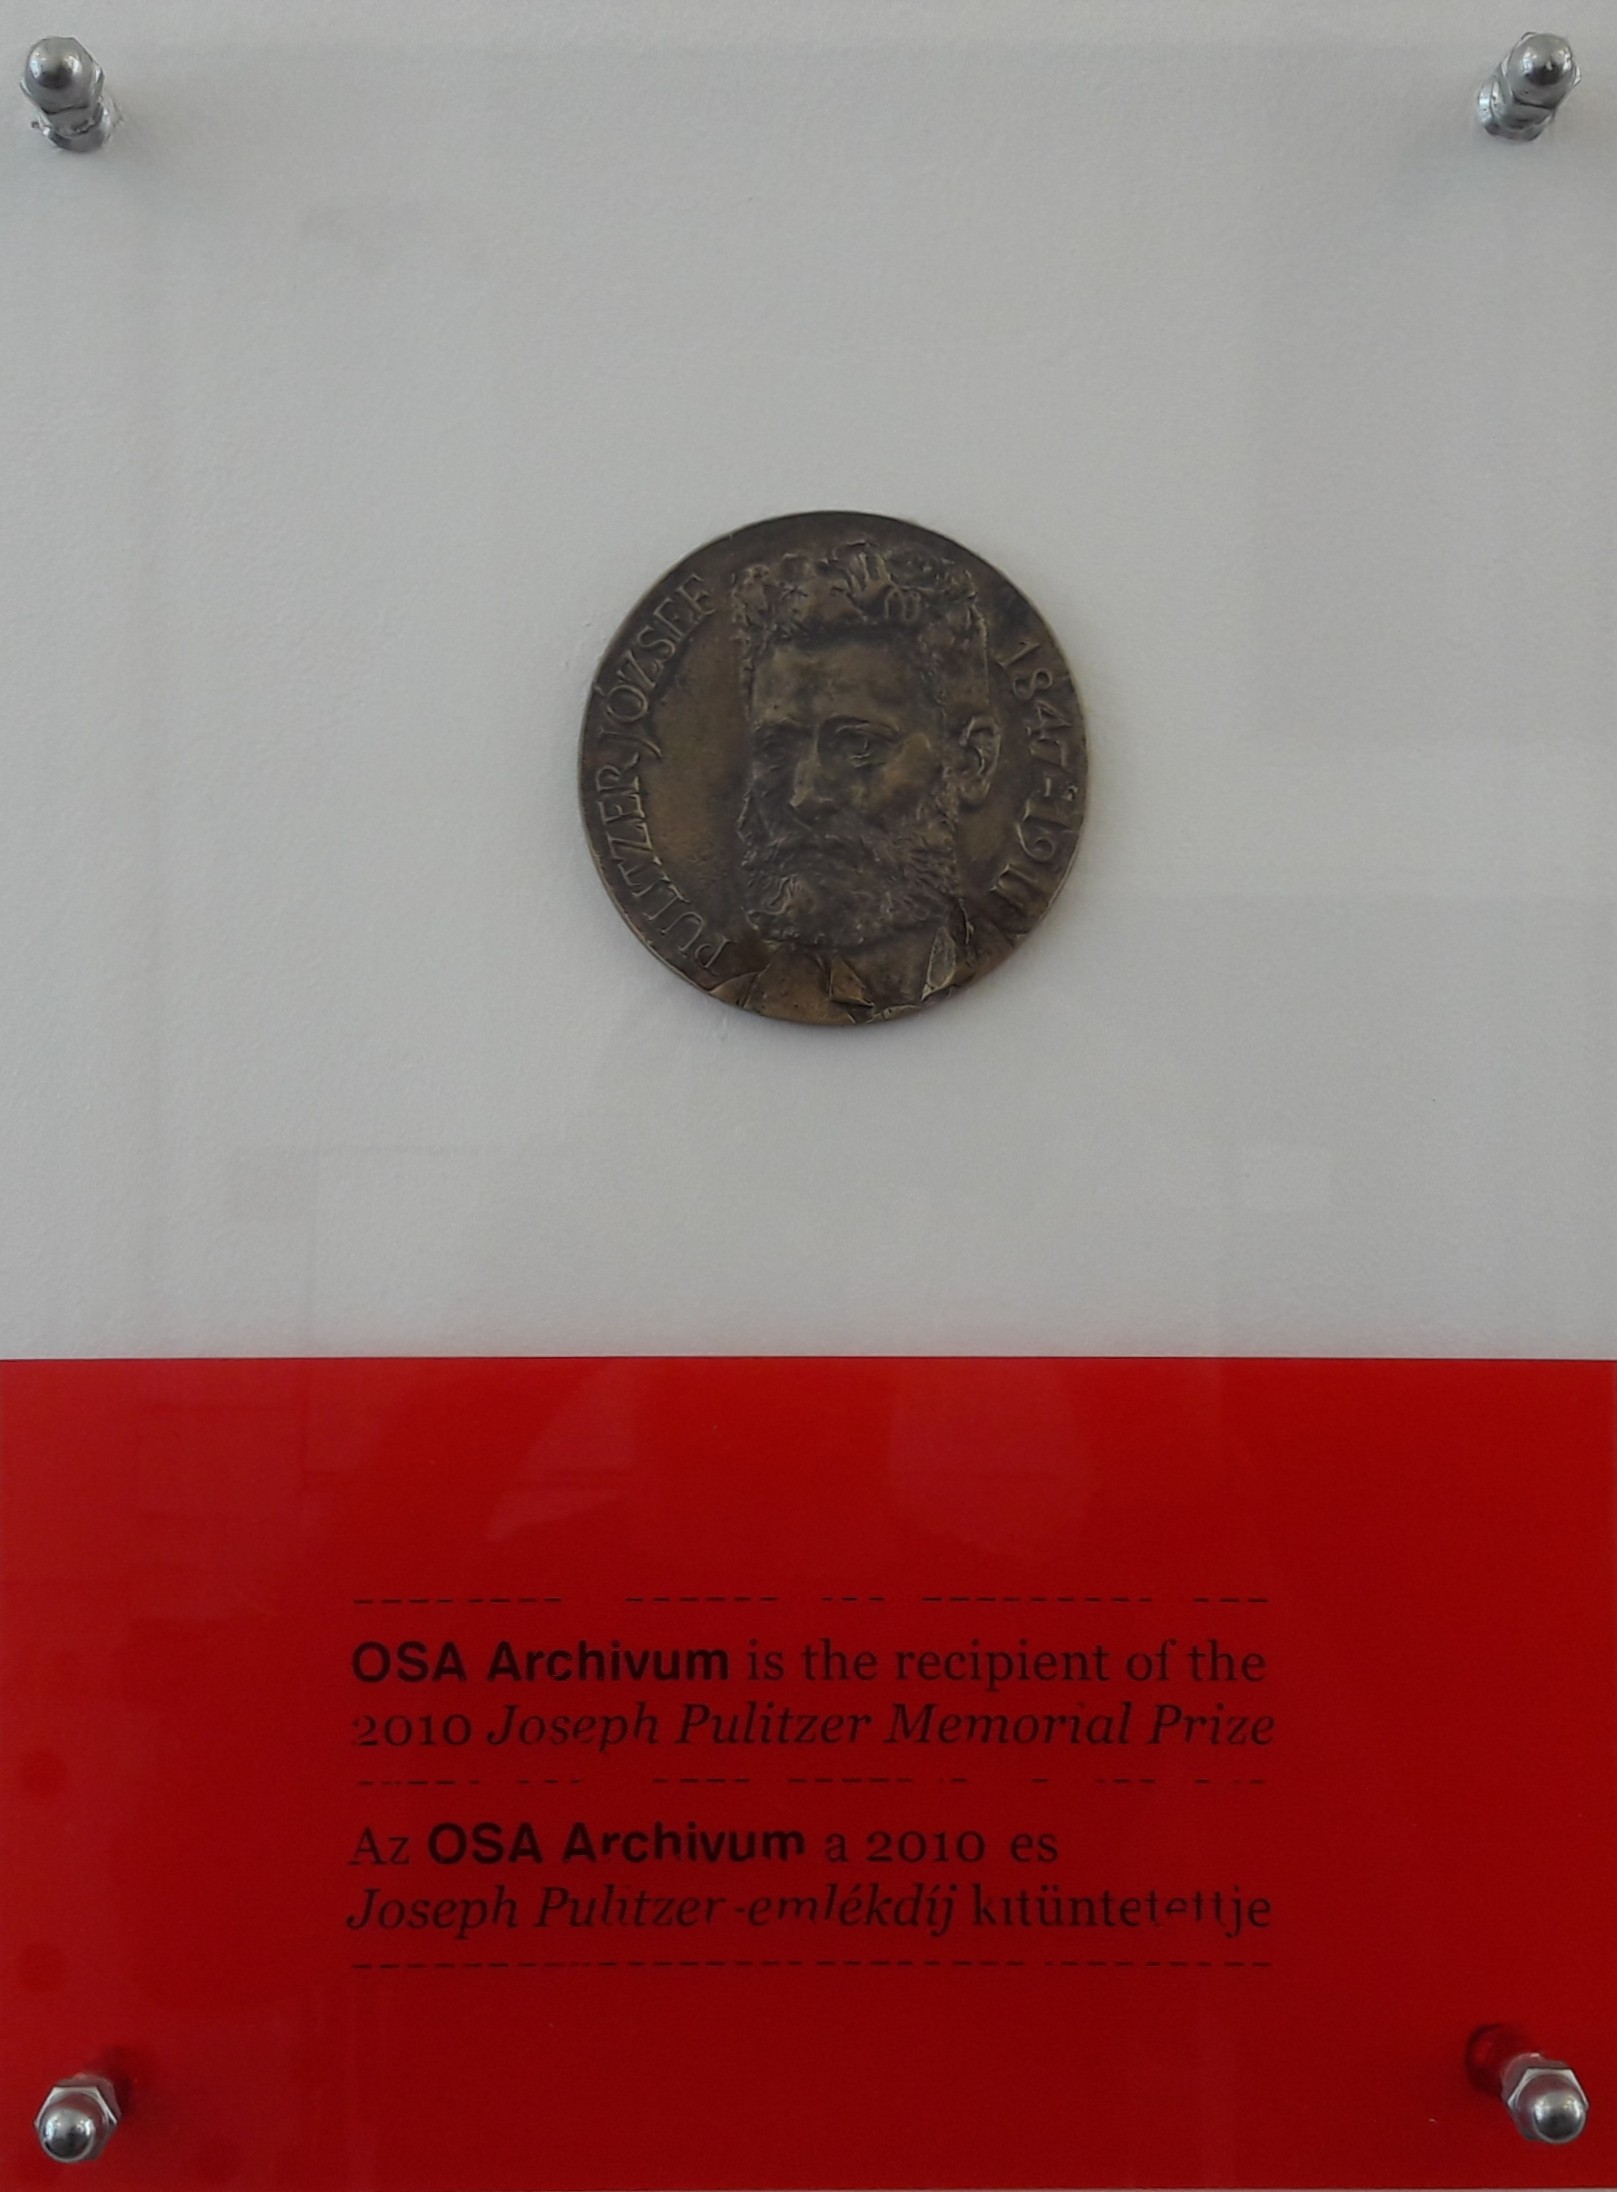 PULITZER JÓZSEF
1847-1911
OSA Archivum is the recipient of the
2010 Joseph Pulitzer Memorial Prize
Az OSA Archivum a 2010 es
Joseph Pulitzer-emlékdíj kitüntetettje